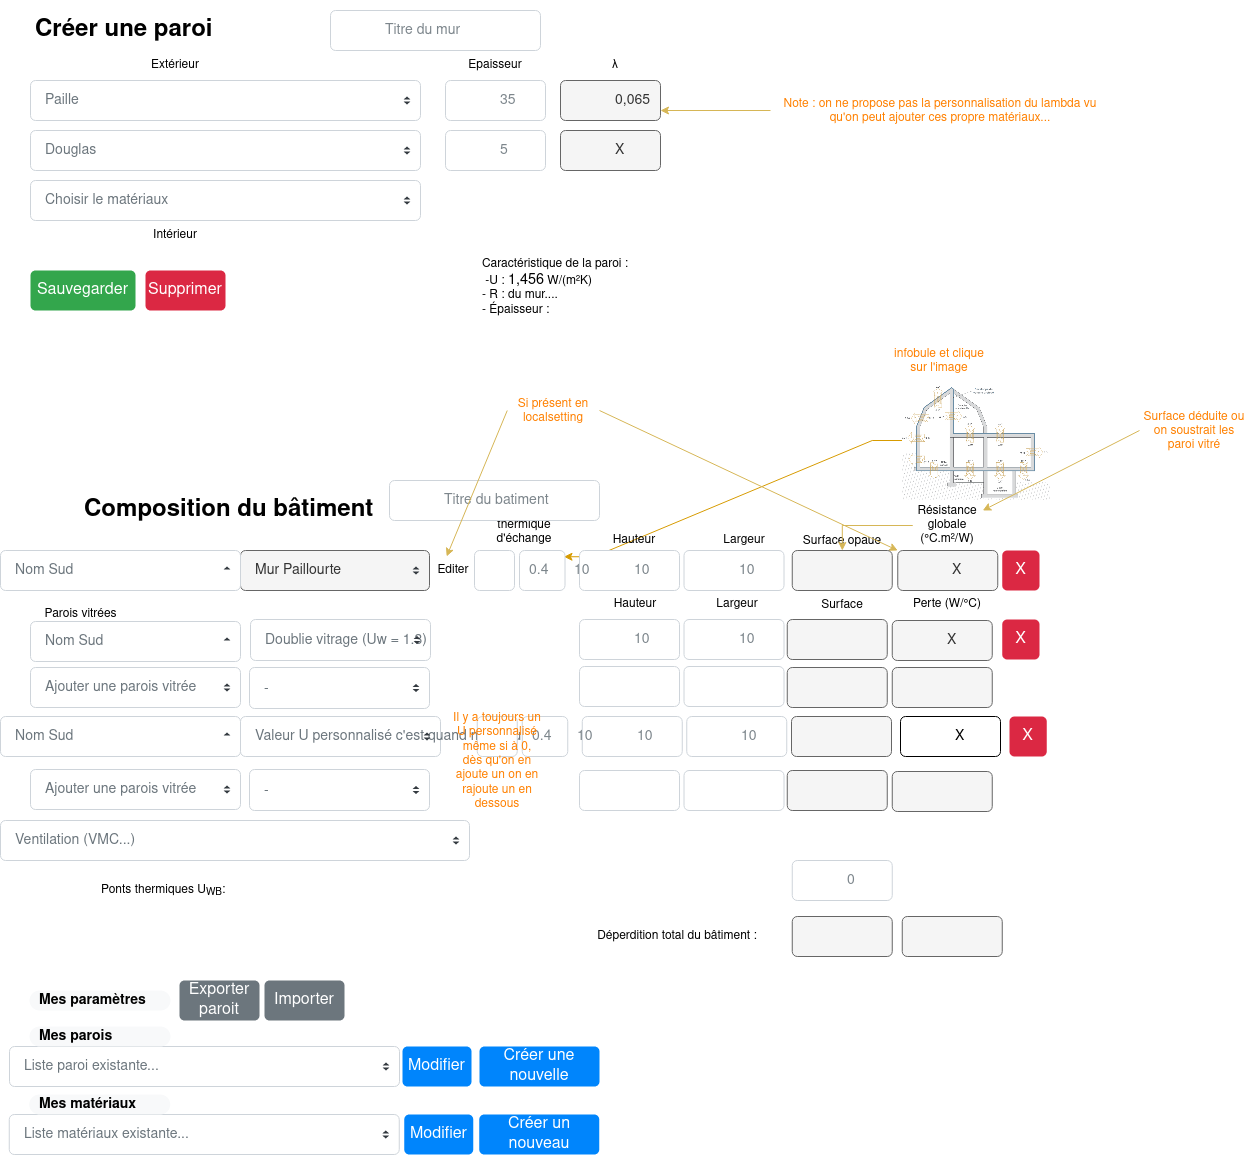 Créer une paroi
Titre du mur
Extérieur
Epaisseur
λ
Paille
35
0,065
Note : on ne propose pas la personnalisation du lambda vu
qu'on peut ajouter ces propre matériaux...
Douglas
5
X
Choisir le matériaux
Intérieur
Sauvegarder
Supprimer
Caractéristique de la paroi :
-U : 1,456 W/(m²K)
- R : du mur....
- Épaisseur :
infobule et clique
sur l'image
Si présent en
localsetting
Surface déduite ou
on soustrait les
paroi vitré
Composition du bâtiment
Titre du batiment
thermique
d'échange
Hauteur
Largeur
Surface opaue
Résistance
globale
(°C.m²/W)
Nom Sud
Mur Paillourte
Editer
0.4
10
10
10
X
X
Parois vitrées
Hauteur
Largeur
Surface
Perte (W/°C)
Nom Sud
Doublie vitrage (Uw = 1.3)
10
10
X
X
Ajouter une parois vitrée
-
Nom Sud
Valeur U personnalisé c'est quand n
Il y a toujours un
U personnalisé
même si à 0,
dès qu'on en
ajoute un on en
rajoute un en
dessous
0.4
10
10
10
X
X
Ajouter une parois vitrée
-
Ventilation (VMC...)
Ponts thermiques UWB:
0
Déperdition total du bâtiment :
Mes paramètres
Exporter
paroit
Importer
Mes parois
Liste paroi existante...
Modifier
Créer une
nouvelle
Mes matériaux
Liste matériaux existante...
Modifier
Créer un
nouveau